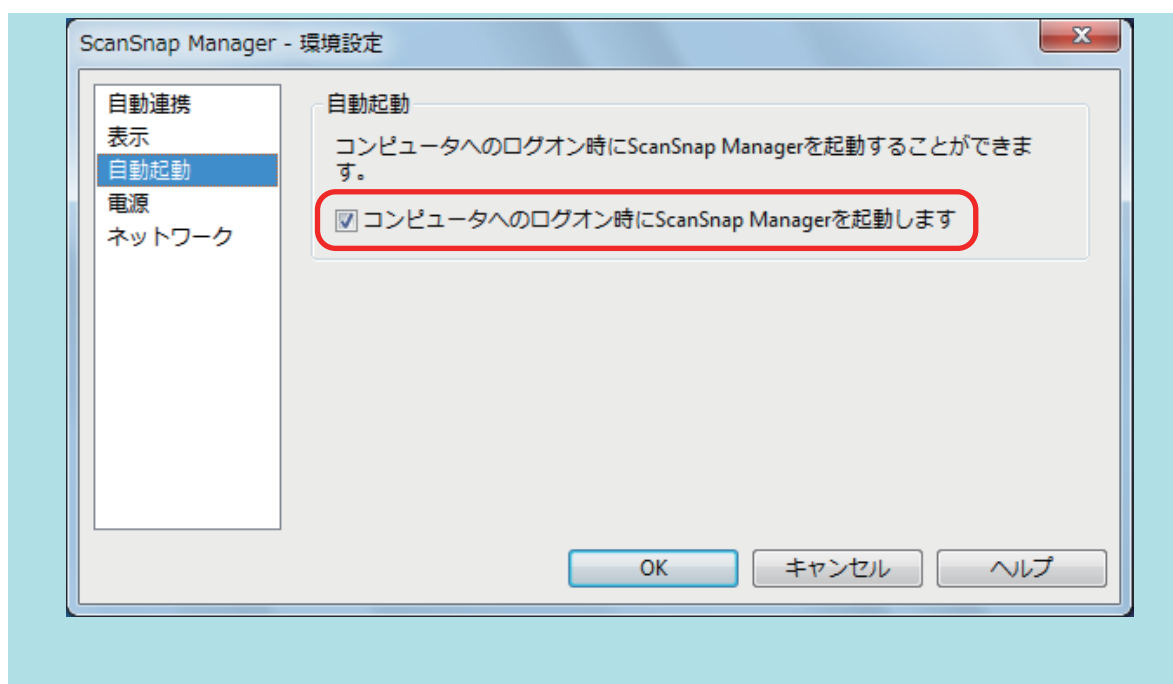 ScanSnap Manager - 環境設定
自動連携
表示
自動起動
電源
ネットワーク
自動起動
コンピュータへのログオン時にScanSnap Managerを起動することができま
す。
コンピュータへのログオン時にScanSnap Managerを起動します
OK
キャンセル
ヘルプ